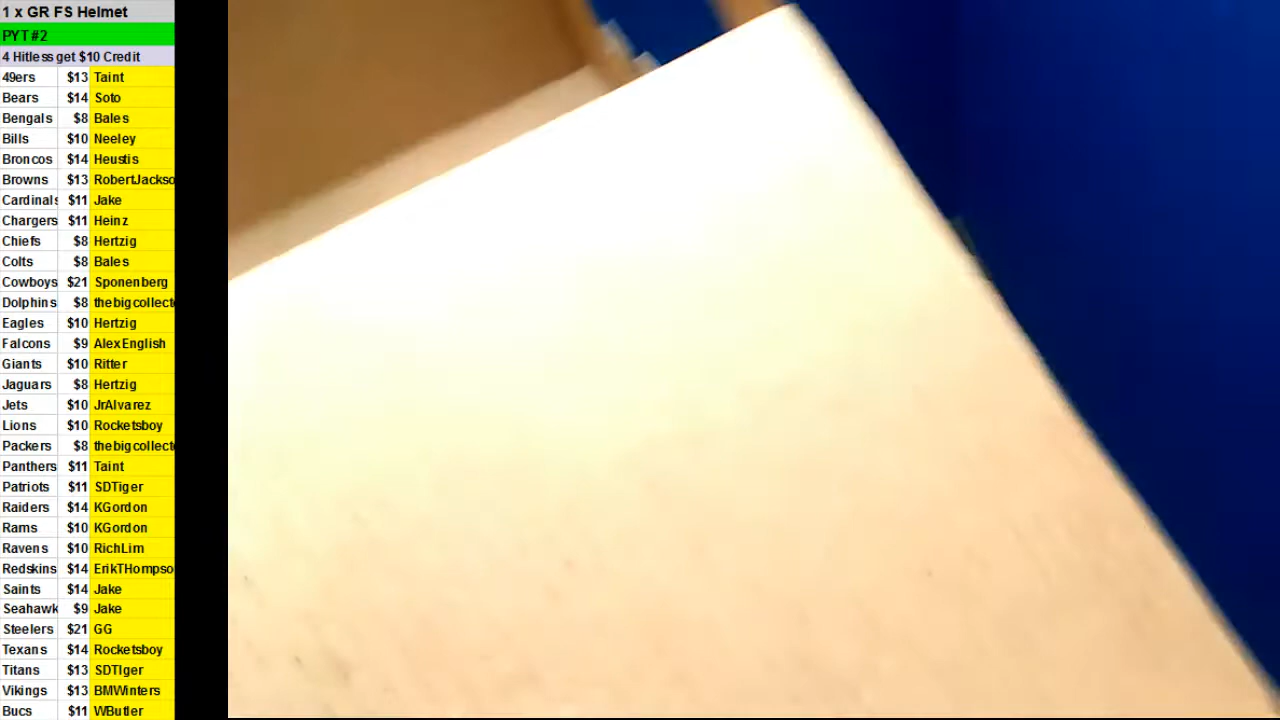 1 x GR FS Helmet
PYT #2
4 Hitless get $10 Credit
49ers $13 Taint
Bears $14 Soto
Bengals $8 Bales
Bills $10 Neeley
Broncos $14 Heustis
Browns $13 RobertJackso
Cardinals $11 Jake
Chargers $11 Heinz
Chiefs $8 Hertzig
Colts $8 Bales
Cowboys $21 Sponenberg
Dolphins $8 thebigcollect
Eagles $10 Hertzig
Falcons $9 AlexEnglish
Giants $10 Ritter
Jaguars $8 Hertzig
Jets $10 JrAlvarez
Lions $10 Rocketsboy
Packers $8 thebigcollect
Panthers $11 Taint
Patriots $11 SDTiger
Raiders $14 KGordon
Rams $10 KGordon
Ravens $10 RichLim
Redskins $14 ErikTHompso
Saints $14 Jake
Seahawk $9 Jake
Steelers $21 GG
Texans $14 Rocketsboy
Titans $13 SDTIger
Vikings $13 BMWinters
Bucs $11 WButler